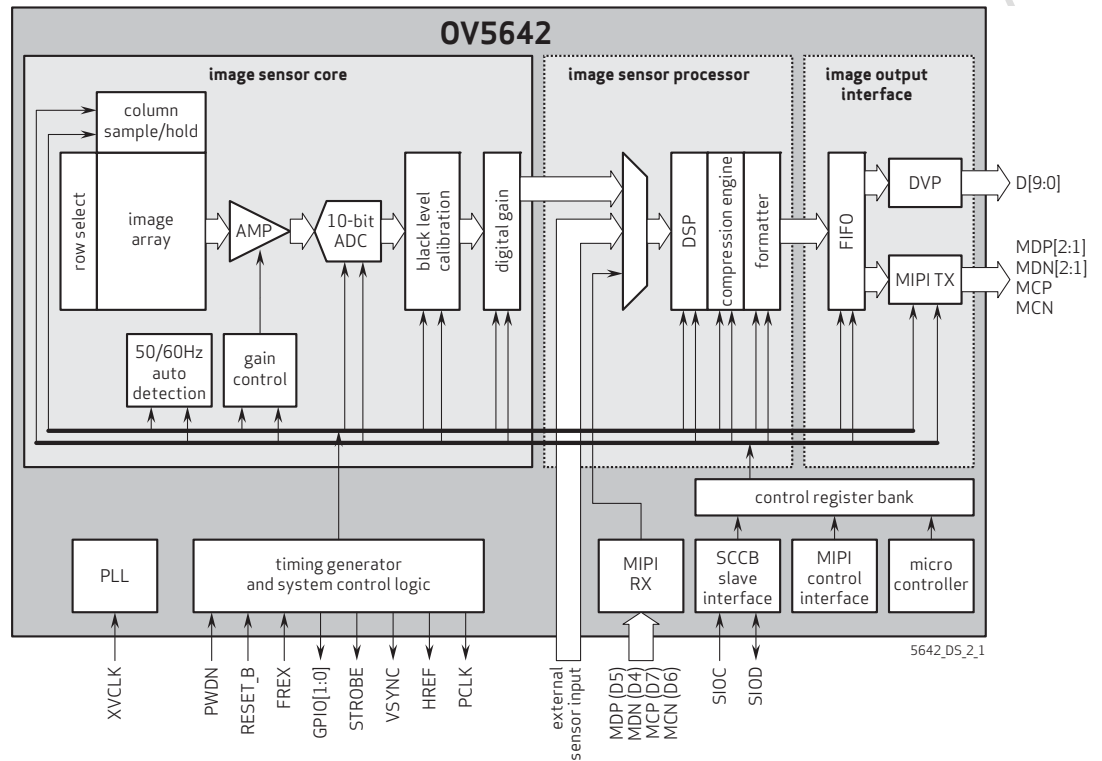 OV5642
image sensor core
image sensor processor
image output
interface
column
sample/hold
row select
image
array
AMP
10-bit
ADC
black level
calibration
digital gain
DSP
compression engine
formatter
FIFO
DVP
MIPI TX
D[9:0]
MDP[2:1]
MDN[2:1]
MCP
MCN
50/60Hz
auto
detection
gain
control
control register bank
PLL
timing generator
and system control logic
MIPI
RX
SCCB
slave
interface
MIPI
control
interface
micro
controller
5642_DS_2_1
XVCLK
PWDN
RESET_B
FREX
GPIO[1:0]
STROBE
VSYNC
HREF
PCLK
external
sensor input
MDP (D5)
MDN (D4)
MCP (D7)
MCN (D6)
SIOC
SIOD